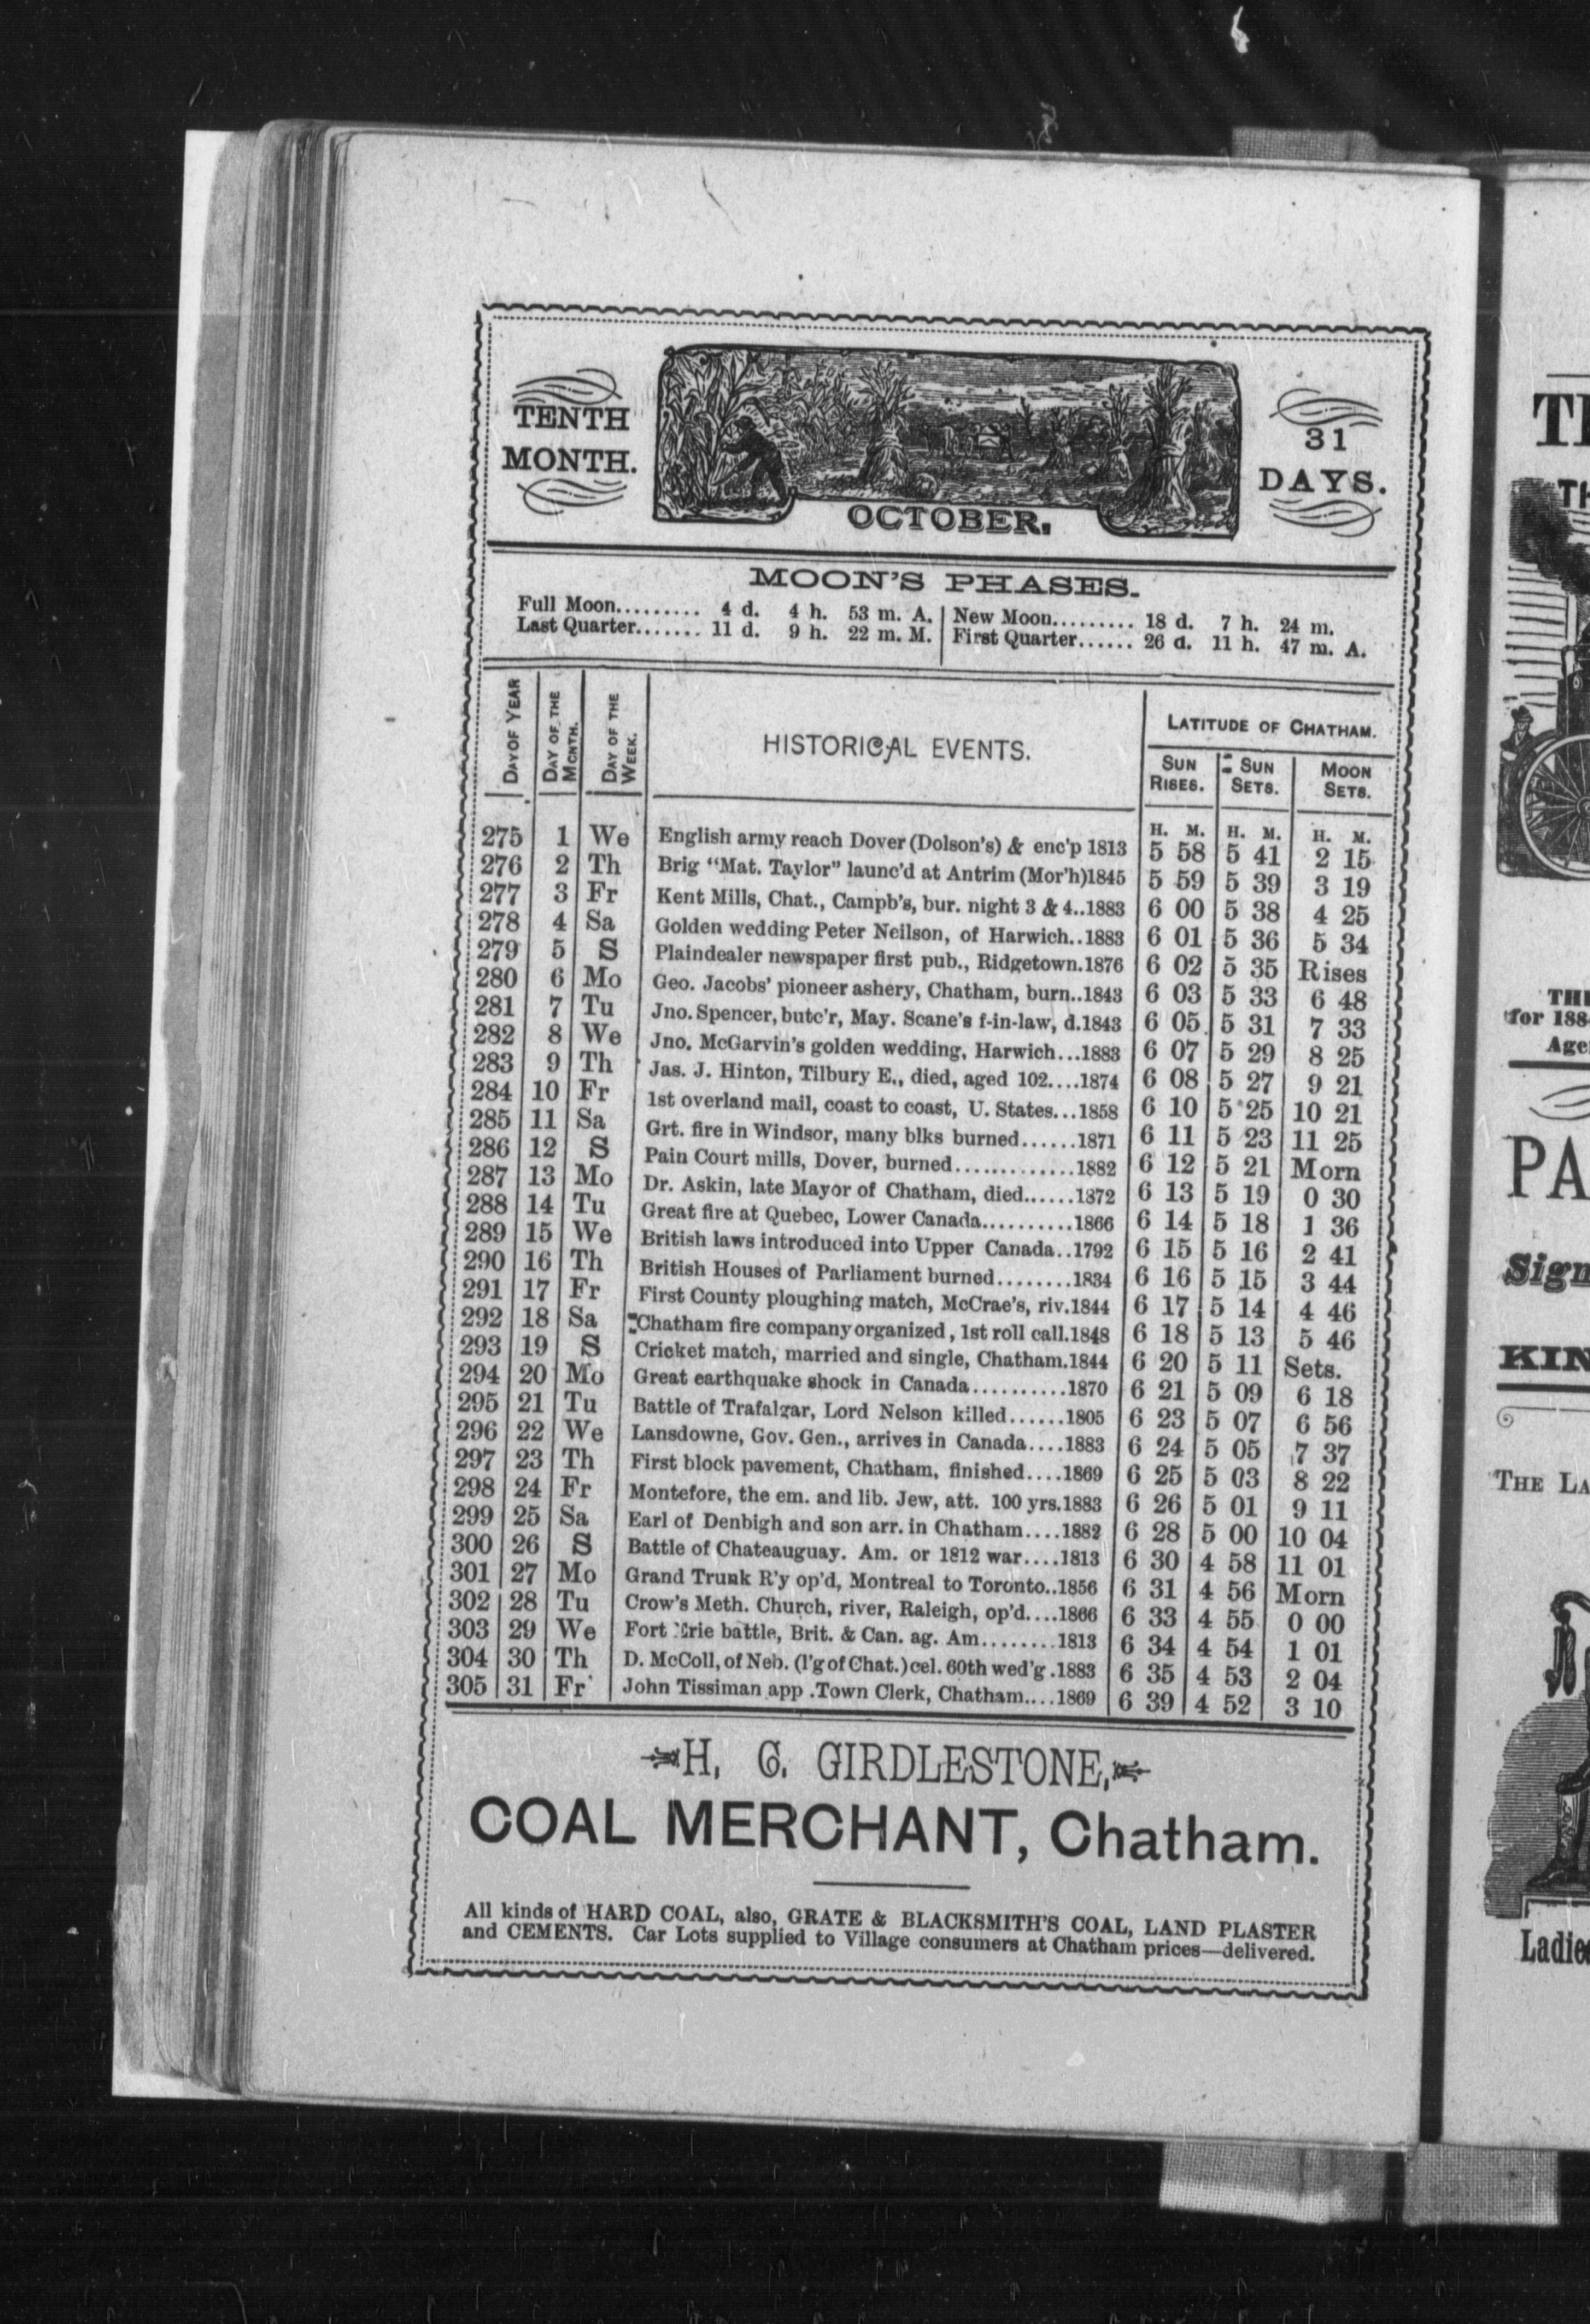 TENTH
MONTH.
OCTOBER.
31
DAYS.
MOON'S PHASES.
Full Moon......... 4 d. 4 h. 53 m. A. | New Moon......... 18 d. 7 h. 24 m.
Last Quarter....... 11 d. 9 h. 22 m. M. | First Quarter...... 26 d. 11 h. 47 m. A.
DAY OF YEAR | DAY OF THE MONTH. | DAY OF THE WEEK. | HISTORICAL EVENTS. | LATITUDE OF CHATHAM.
SUN RISES. | SUN SETS. | MOON SETS.
H. M. | H. M. | H. M.
275 | 1 | We | English army reach Dover (Dolson's) & enc'p 1813 | 5 58 | 5 41 | 2 15
276 | 2 | Th | Brig "Mat. Taylor" launc'd at Antrim (Mor'h)1845 | 5 59 | 5 39 | 3 19
277 | 3 | Fr | Kent Mills, Chat., Campb's, bur. night 3 & 4..1883 | 6 00 | 5 38 | 4 25
278 | 4 | Sa | Golden wedding Peter Neilson, of Harwich..1883 | 6 01 | 5 36 | 5 34
279 | 5 | S | Plaindealer newspaper first pub., Ridgetown.1876 | 6 02 | 5 35 | Rises
280 | 6 | Mo | Geo. Jacobs' pioneer ashery, Chatham, burn..1843 | 6 03 | 5 33 | 6 48
281 | 7 | Tu | Jno. Spencer, butc'r, May. Scane's f-in-law, d.1843 | 6 05 | 5 31 | 7 33
282 | 8 | We | Jno. McGarvin's golden wedding, Harwich...1883 | 6 07 | 5 29 | 8 25
283 | 9 | Th | Jas. J. Hinton, Tilbury E., died, aged 102....1874 | 6 08 | 5 27 | 9 21
284 | 10 | Fr | 1st overland mail, coast to coast, U. States...1858 | 6 10 | 5 25 | 10 21
285 | 11 | Sa | Grt. fire in Windsor, many blks burned......1871 | 6 11 | 5 23 | 11 25
286 | 12 | S | Pain Court mills, Dover, burned.............1882 | 6 12 | 5 21 | Morn
287 | 13 | Mo | Dr. Askin, late Mayor of Chatham, died......1872 | 6 13 | 5 19 | 0 30
288 | 14 | Tu | Great fire at Quebec, Lower Canada..........1866 | 6 14 | 5 18 | 1 36
289 | 15 | We | British laws introduced into Upper Canada..1792 | 6 15 | 5 16 | 2 41
290 | 16 | Th | British Houses of Parliament burned........1834 | 6 16 | 5 15 | 3 44
291 | 17 | Fr | First County ploughing match, McCrae's, riv.1844 | 6 17 | 5 14 | 4 46
292 | 18 | Sa | Chatham fire company organized, 1st roll call.1848 | 6 18 | 5 13 | 5 46
293 | 19 | S | Cricket match, married and single, Chatham.1844 | 6 20 | 5 11 | Sets.
294 | 20 | Mo | Great earthquake shock in Canada..........1870 | 6 21 | 5 09 | 6 18
295 | 21 | Tu | Battle of Trafalgar, Lord Nelson killed......1805 | 6 23 | 5 07 | 6 56
296 | 22 | We | Lansdowne, Gov. Gen., arrives in Canada....1883 | 6 24 | 5 05 | 7 37
297 | 23 | Th | First block pavement, Chatham, finished....1869 | 6 25 | 5 03 | 8 22
298 | 24 | Fr | Montefore, the em. and lib. Jew, att. 100 yrs.1883 | 6 26 | 5 01 | 9 11
299 | 25 | Sa | Earl of Denbigh and son arr. in Chatham....1882 | 6 28 | 5 00 | 10 04
300 | 26 | S | Battle of Chateauguay. Am. or 1812 war....1813 | 6 30 | 4 58 | 11 01
301 | 27 | Mo | Grand Trunk R'y op'd, Montreal to Toronto..1856 | 6 31 | 4 56 | Morn
302 | 28 | Tu | Crow's Meth. Church, river, Raleigh, op'd....1866 | 6 33 | 4 55 | 0 00
303 | 29 | We | Fort Erie battle, Brit. & Can. ag. Am........1813 | 6 34 | 4 54 | 1 01
304 | 30 | Th | D. McColl, of Neb. (l'g of Chat.) cel. 60th wed'g .1883 | 6 35 | 4 53 | 2 04
305 | 31 | Fr | John Tissiman app .Town Clerk, Chatham....1869 | 6 39 | 4 52 | 3 10
H. G. GIRDLESTONE,
COAL MERCHANT, Chatham.
All kinds of HARD COAL, also, GRATE & BLACKSMITH'S COAL, LAND PLASTER
and CEMENTS. Car Lots supplied to Village consumers at Chatham prices—delivered.
for 188
PA
Sign
KIN
THE LA
Ladie